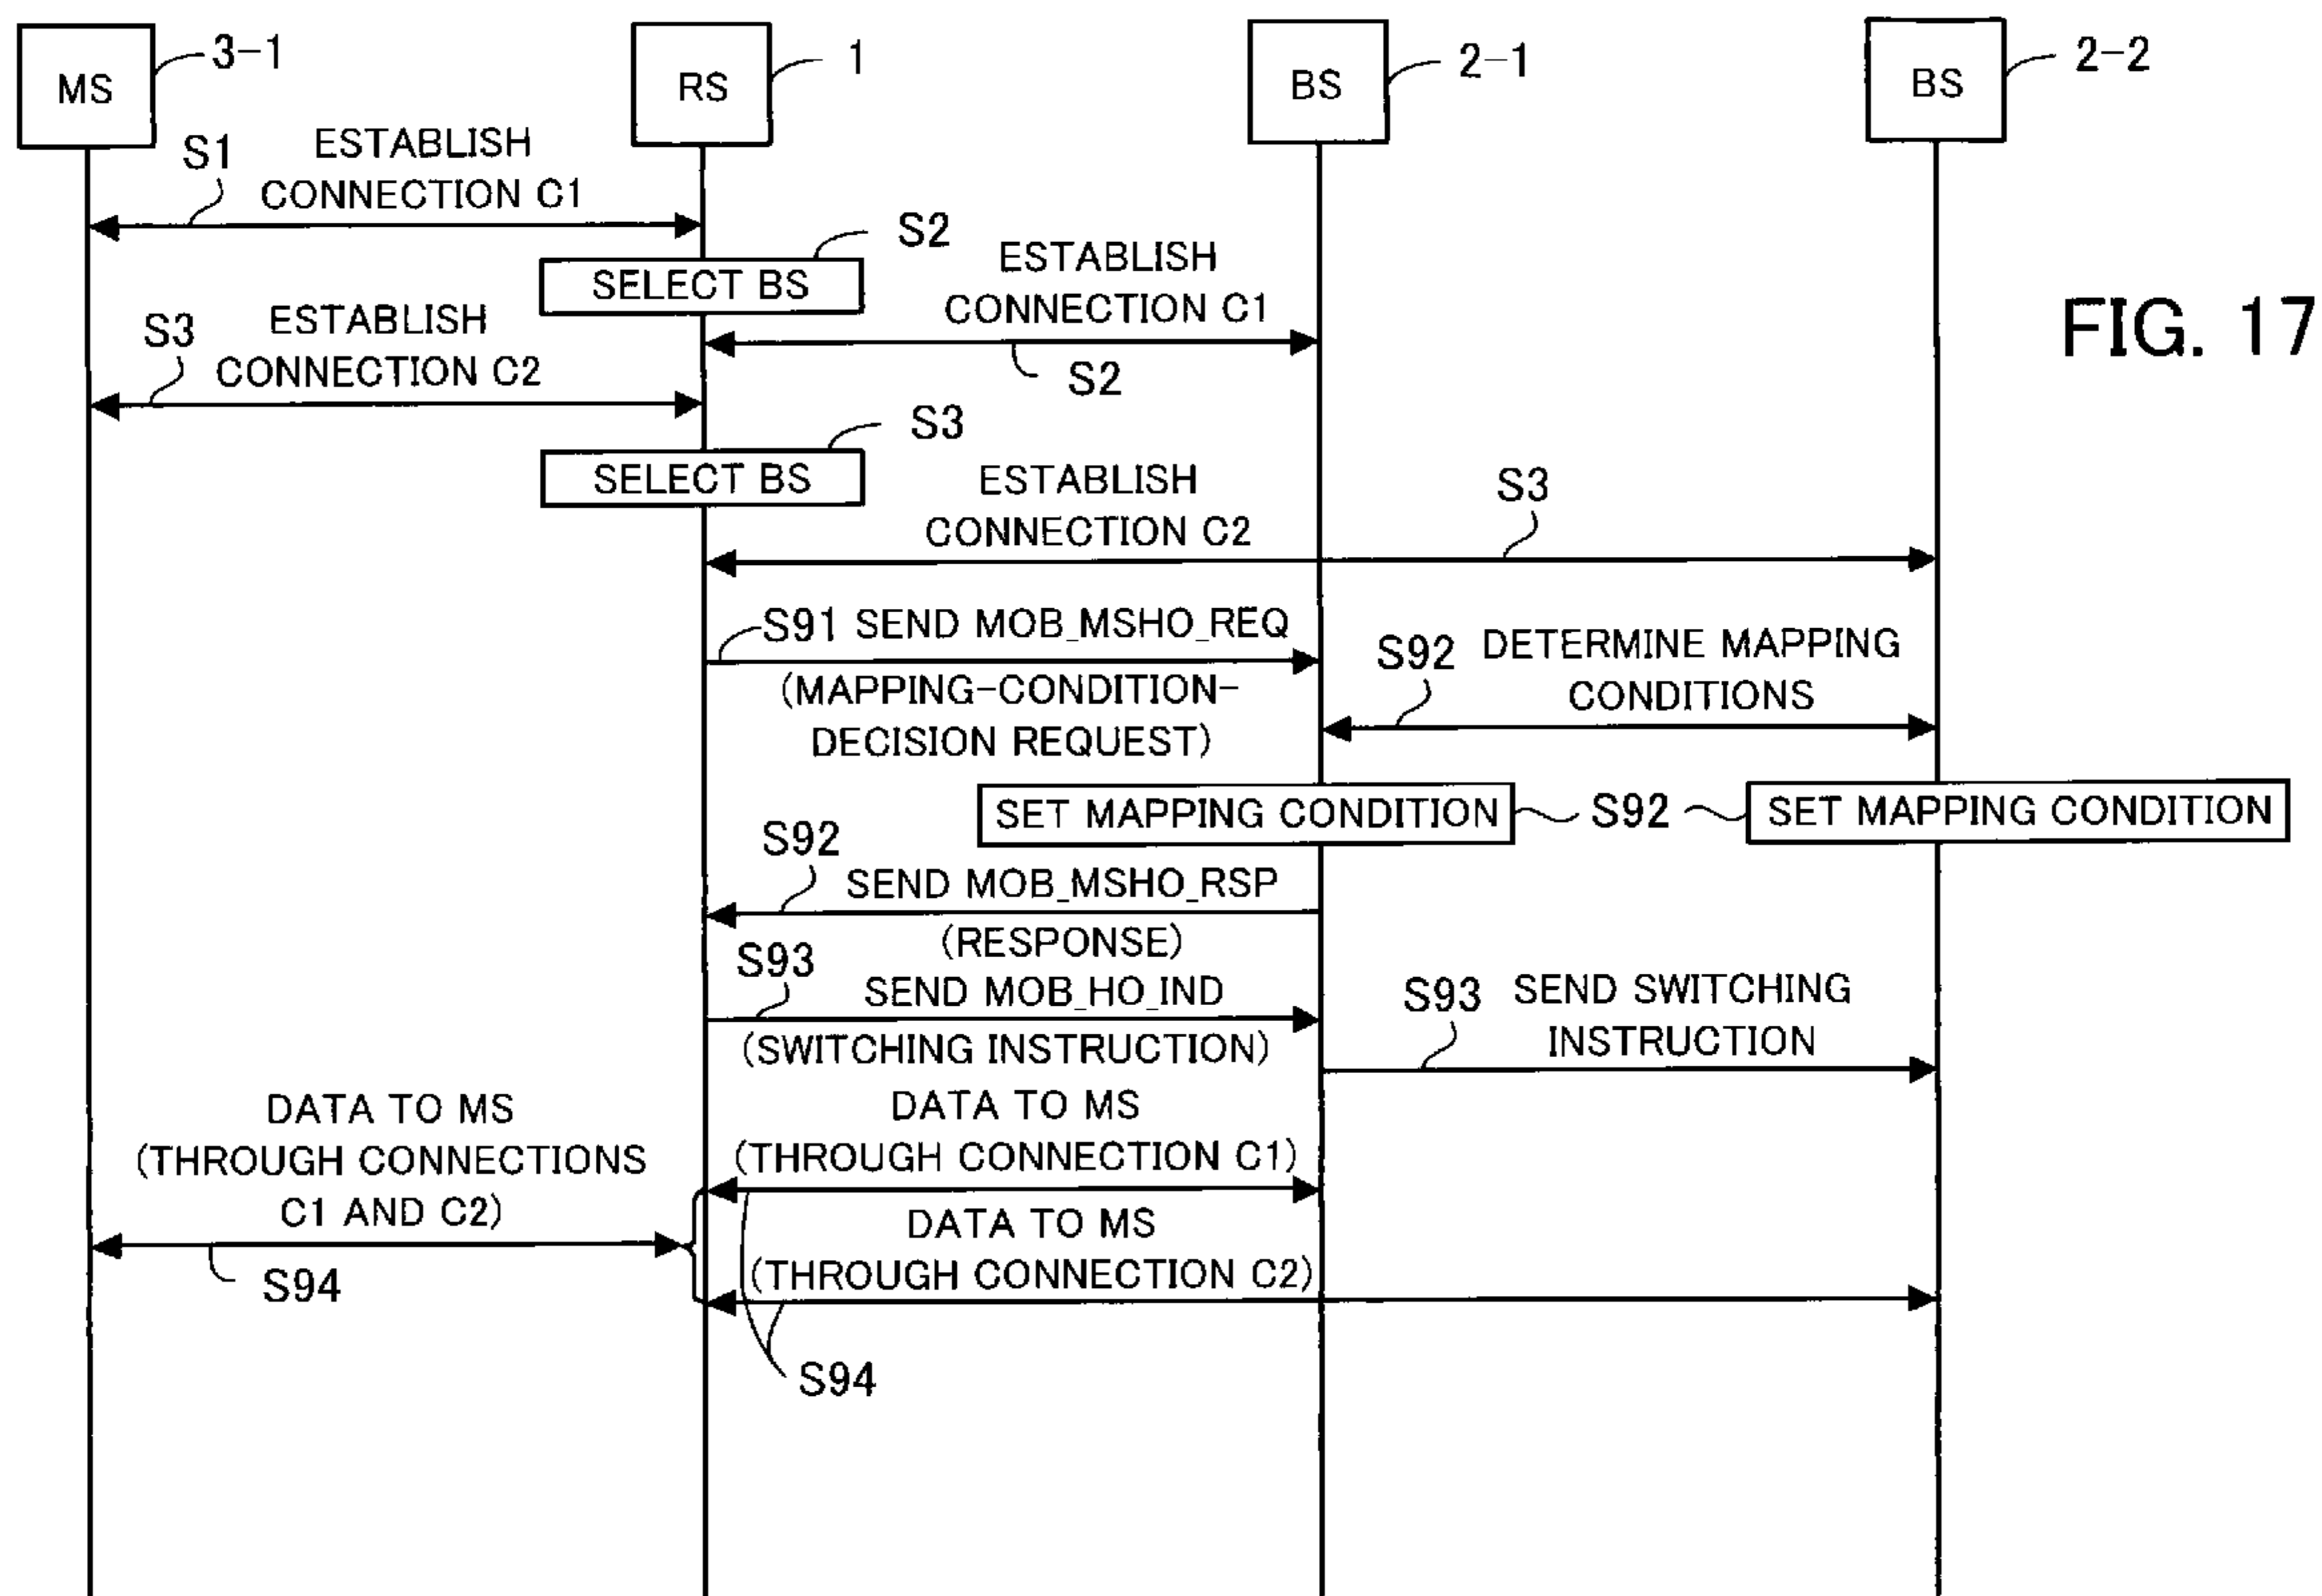 MS
3-1
RS
1
BS
2-1
BS
2-2
FIG. 17
S1
ESTABLISH
CONNECTION C1
S2
SELECT BS
ESTABLISH
CONNECTION C1
S2
S3
ESTABLISH
CONNECTION C2
S3
SELECT BS
ESTABLISH
CONNECTION C2
S3
S91 SEND MOB_MSHO_REQ
(MAPPING-CONDITION-
DECISION REQUEST)
S92
DETERMINE MAPPING
CONDITIONS
SET MAPPING CONDITION
S92
SET MAPPING CONDITION
S92
SEND MOB_MSHO_RSP
(RESPONSE)
S93
SEND MOB_HO_IND
(SWITCHING INSTRUCTION)
S93
SEND SWITCHING
INSTRUCTION
DATA TO MS
(THROUGH CONNECTIONS
C1 AND C2)
S94
DATA TO MS
(THROUGH CONNECTION C1)
DATA TO MS
(THROUGH CONNECTION C2)
S94